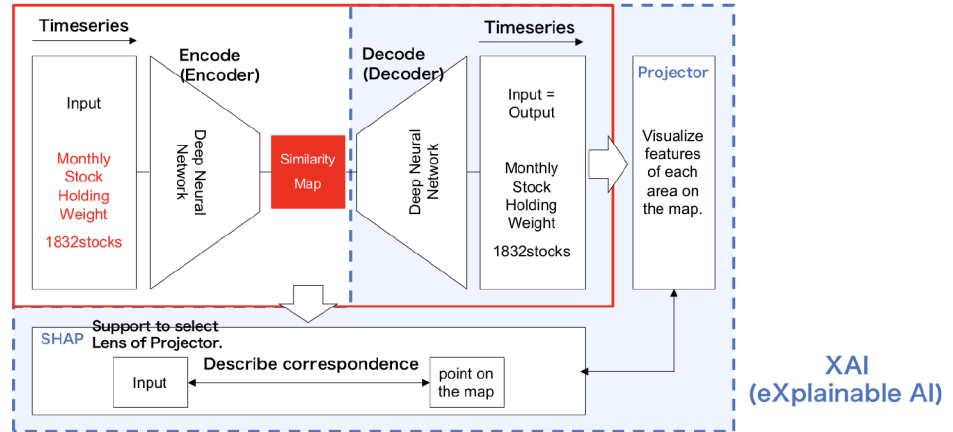 Timeseries
Input
Monthly
Stock
Holding
Weight
1832stocks
Encode
(Encoder)
Deep Neural
Network
Similarity
Map
Decode
(Decoder)
Deep Neural
Network
Timeseries
Input =
Output
Monthly
Stock
Holding
Weight
1832stocks
Projector
Visualize
features
of each
area on
the map.
SHAP
Support to select
Lens of Projector.
Input
Describe correspondence
point on
the map
XAI
(eXplainable AI)